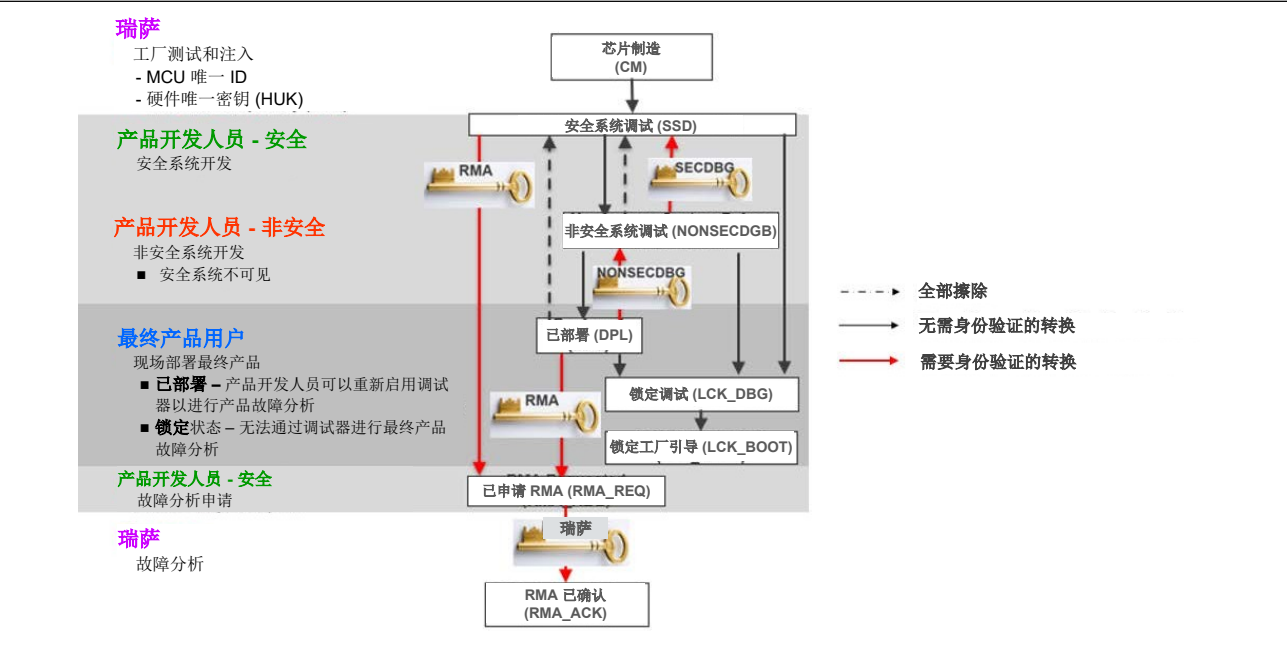 瑞萨
工厂测试和注入
- MCU 唯一 ID
- 硬件唯一密钥 (HUK)
芯片制造
(CM)
产品开发人员 - 安全
安全系统开发
安全系统调试 (SSD)
RMA
SECDBG
产品开发人员 - 非安全
非安全系统开发
■ 安全系统不可见
非安全系统调试 (NONSECDGB)
NONSECDBG
全部擦除
无需身份验证的转换
需要身份验证的转换
最终产品用户
现场部署最终产品
■ 已部署 – 产品开发人员可以重新启用调试
器以进行产品故障分析
■ 锁定状态 – 无法通过调试器进行最终产品
故障分析
已部署 (DPL)
锁定调试 (LCK_DBG)
RMA
锁定工厂引导 (LCK_BOOT)
产品开发人员 - 安全
故障分析申请
已申请 RMA (RMA_REQ)
瑞萨
故障分析
瑞萨
RMA 已确认
(RMA_ACK)